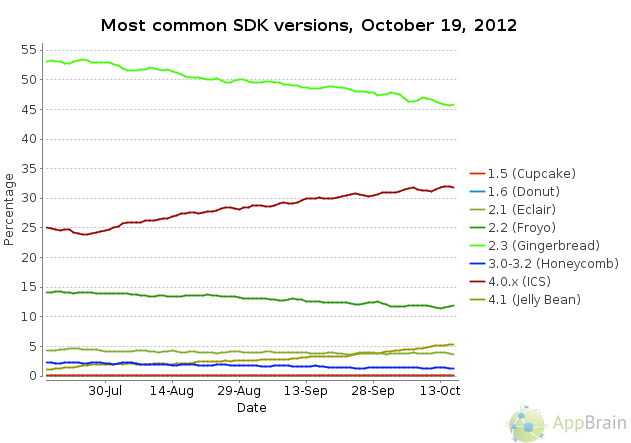 Most common SDK versions, October 19, 2012
55
50
45
40
35
30
25
20
15
10
5
0
Percentage
30-Jul 14-Aug 29-Aug 13-Sep 28-Sep 13-Oct
Date
1.5 (Cupcake)
1.6 (Donut)
2.1 (Eclair)
2.2 (Froyo)
2.3 (Gingerbread)
3.0-3.2 (Honeycomb)
4.0.x (ICS)
4.1 (Jelly Bean)
AppBrain